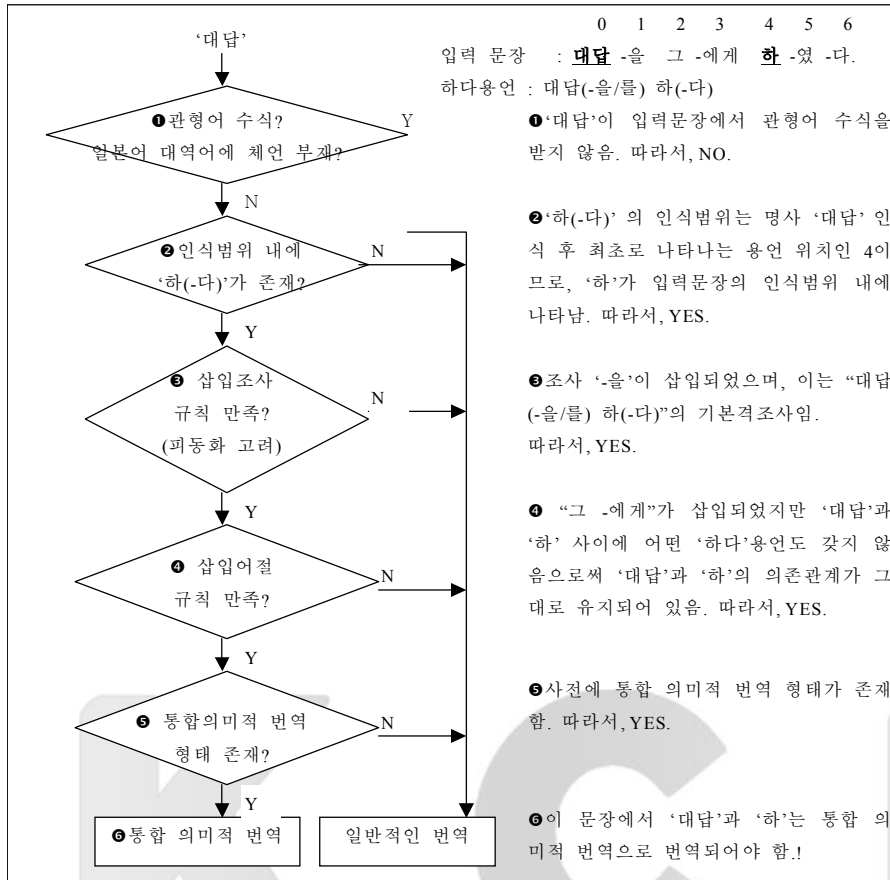 ‘대답’
❶관형어 수식?
일본어 대역어에 체언 부재?
Y
N
❷인식범위 내에
‘하(-다)’가 존재?
N
Y
❸ 삽입조사
규칙 만족?
(피동화 고려)
N
Y
❹ 삽입어절
규칙 만족?
N
Y
❺ 통합의미적 번역
형태 존재?
N
Y
❻통합 의미적 번역
일반적인 번역
0 1 2 3 4 5 6
입력 문장 : 대답 -을 그 -에게 하 -였 -다.
하다용언 : 대답(-을/를) 하(-다)
❶‘대답’이 입력문장에서 관형어 수식을
받지 않음. 따라서, NO.
❷‘하(-다)’ 의 인식범위는 명사 ‘대답’ 인
식 후 최초로 나타나는 용언 위치인 4이
므로, ‘하’가 입력문장의 인식범위 내에
나타남. 따라서, YES.
❸조사 ‘-을’이 삽입되었으며, 이는 “대답
(-을/를) 하(-다)”의 기본격조사임.
따라서, YES.
❹ “그 -에게”가 삽입되었지만 ‘대답’과
‘하’ 사이에 어떤 ‘하다’용언도 갖지 않
음으로써 ‘대답’과 ‘하’의 의존관계가 그
대로 유지되어 있음. 따라서, YES.
❺사전에 통합 의미적 번역 형태가 존재
함. 따라서, YES.
❻이 문장에서 ‘대답’과 ‘하’는 통합 의
미적 번역으로 번역되어야 함.!